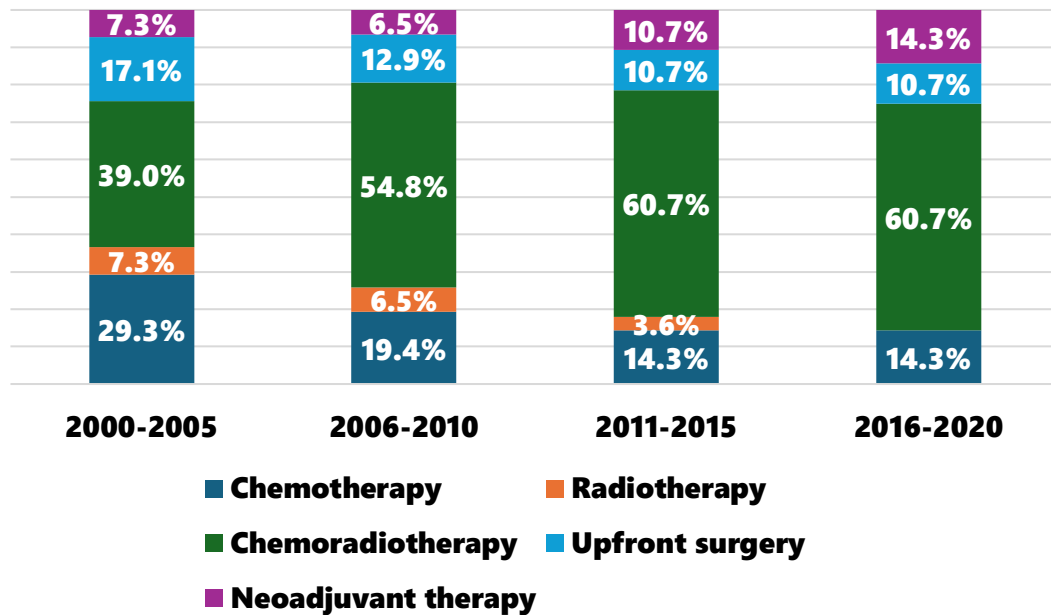 7.3% 6.5% 10.7% 14.3%
17.1% 12.9% 10.7% 10.7%
39.0% 54.8% 60.7% 60.7%
7.3% 6.5% 3.6%
29.3% 19.4% 14.3% 14.3%
2000-2005 2006-2010 2011-2015 2016-2020
Chemotherapy Radiotherapy
Chemoradiotherapy Upfront surgery
Neoadjuvant therapy